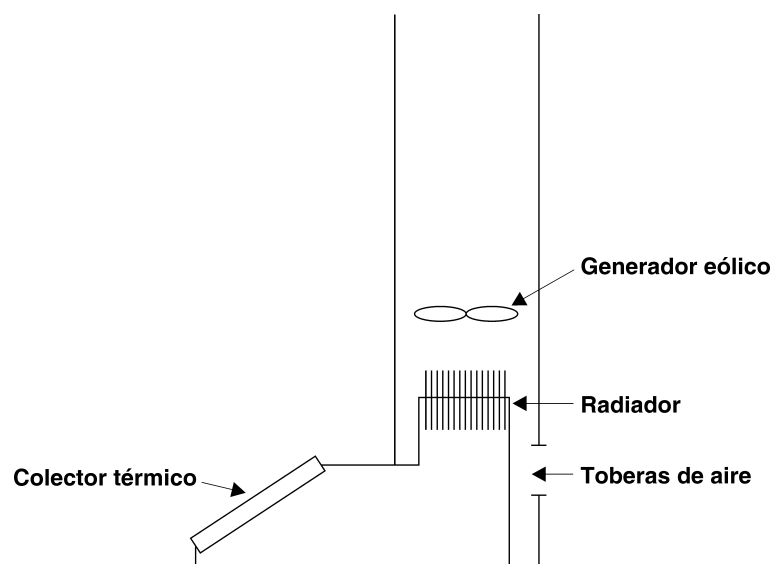 Generador eólico
Radiador
Colector térmico
Toberas de aire